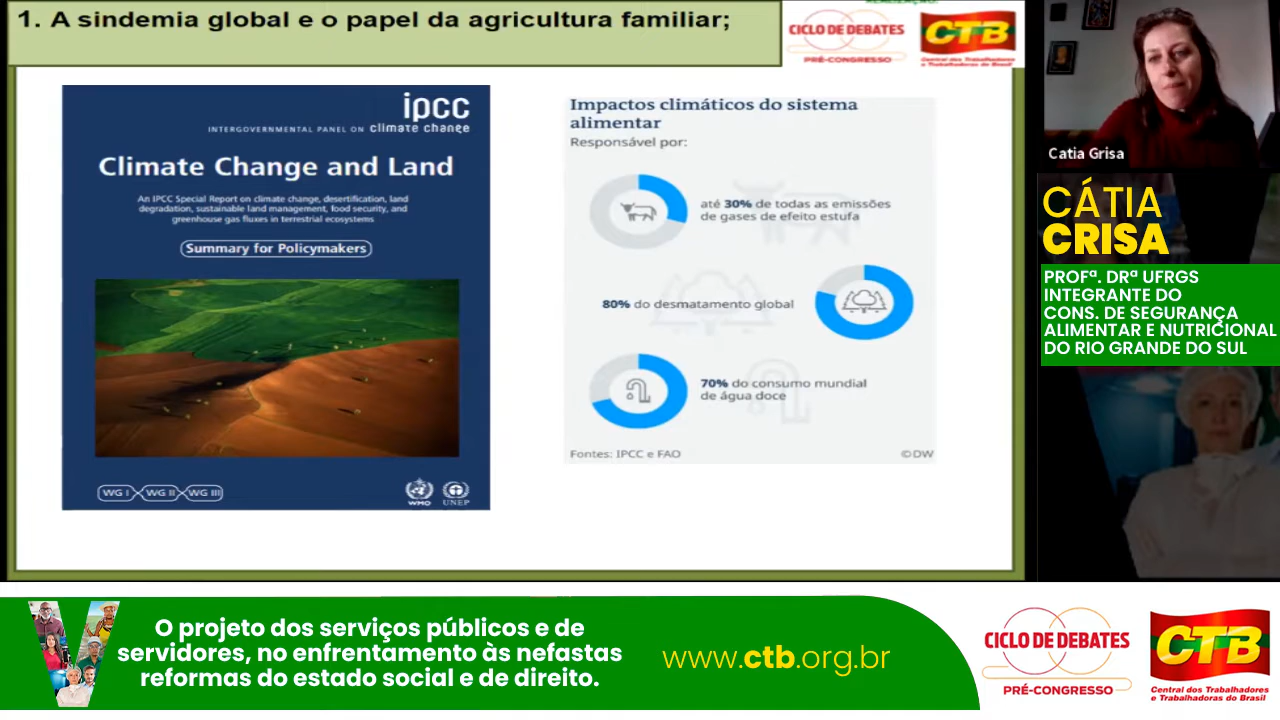 1. A sindemia global e o papel da agricultura familiar;
REALIZAÇÃO:
CICLO DE DEBATES
PRÉ-CONGRESSO
CTB
Central dos Trabalhadores
e Trabalhadoras do Brasil
ipcc
INTERGOVERNMENTAL PANEL ON climate change
Climate Change and Land
An IPCC Special Report on climate change, desertification, land
degradation, sustainable land management, food security, and
greenhouse gas fluxes in terrestrial ecosystems
Summary for Policymakers
WG I WG II WG III
WMO UNEP
Impactos climáticos do sistema
alimentar
Responsável por:
até 30% de todas as emissões
de gases de efeito estufa
80% do desmatamento global
70% do consumo mundial
de água doce
Fontes: IPCC e FAO
©DW
Catia Grisa
CÁTIA
CRISA
PROFª. DRª UFRGS
INTEGRANTE DO
CONS. DE SEGURANÇA
ALIMENTAR E NUTRICIONAL
DO RIO GRANDE DO SUL
O projeto dos serviços públicos e de
servidores, no enfrentamento às nefastas
reformas do estado social e de direito.
www.ctb.org.br
CICLO DE DEBATES
PRÉ-CONGRESSO
CTB
Central dos Trabalhadores
e Trabalhadoras do Brasil